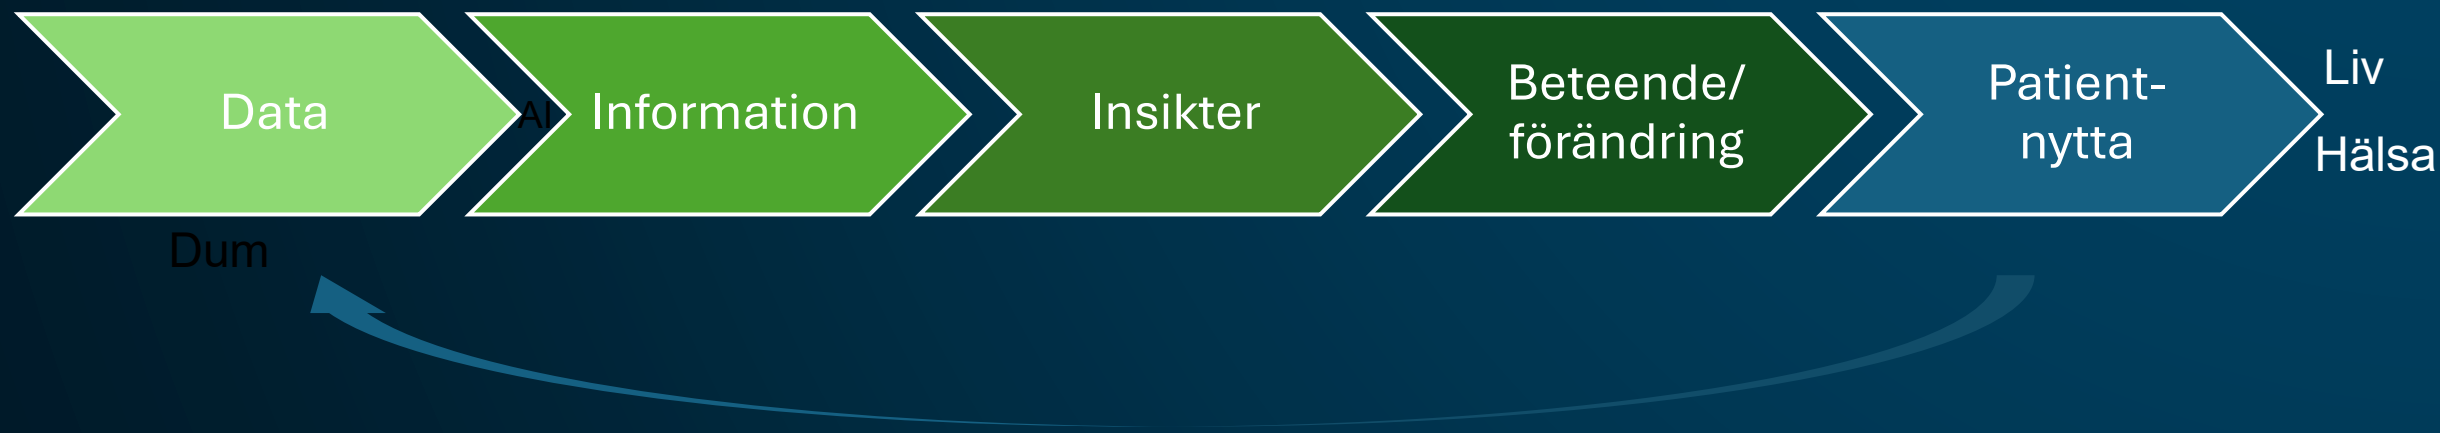 Data
AI
Information
Insikter
Beteende/
förändring
Patient-
nytta
Liv
Hälsa
Dum